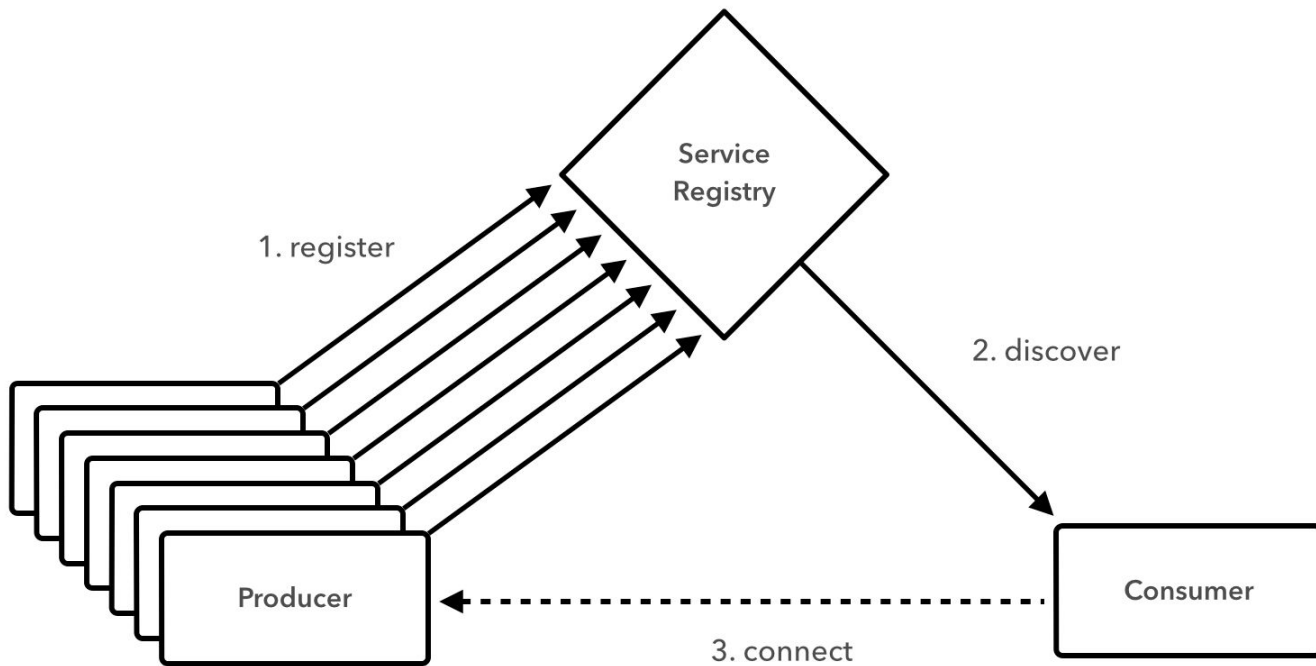 Service
Registry
1. register
2. discover
Producer
Consumer
3. connect